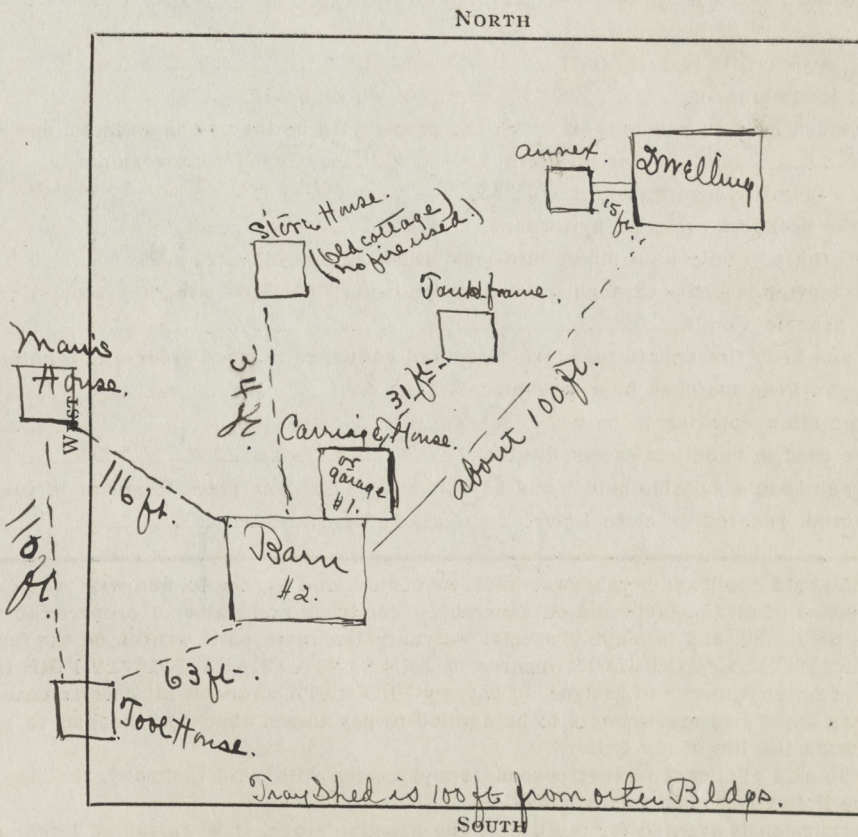 NORTH
annex.
Dwelling
15 ft
Store House.
(old cottage)
no fire used.)
Tank frame.
Man's
House.
WEST
34 ft
31 ft
about 100 ft.
Carriage House.
or
garage
#1.
116 ft
Barn
#2.
110
ft
63 ft.
Tool House.
Tray Shed is 100 ft from other Bldgs.
SOUTH